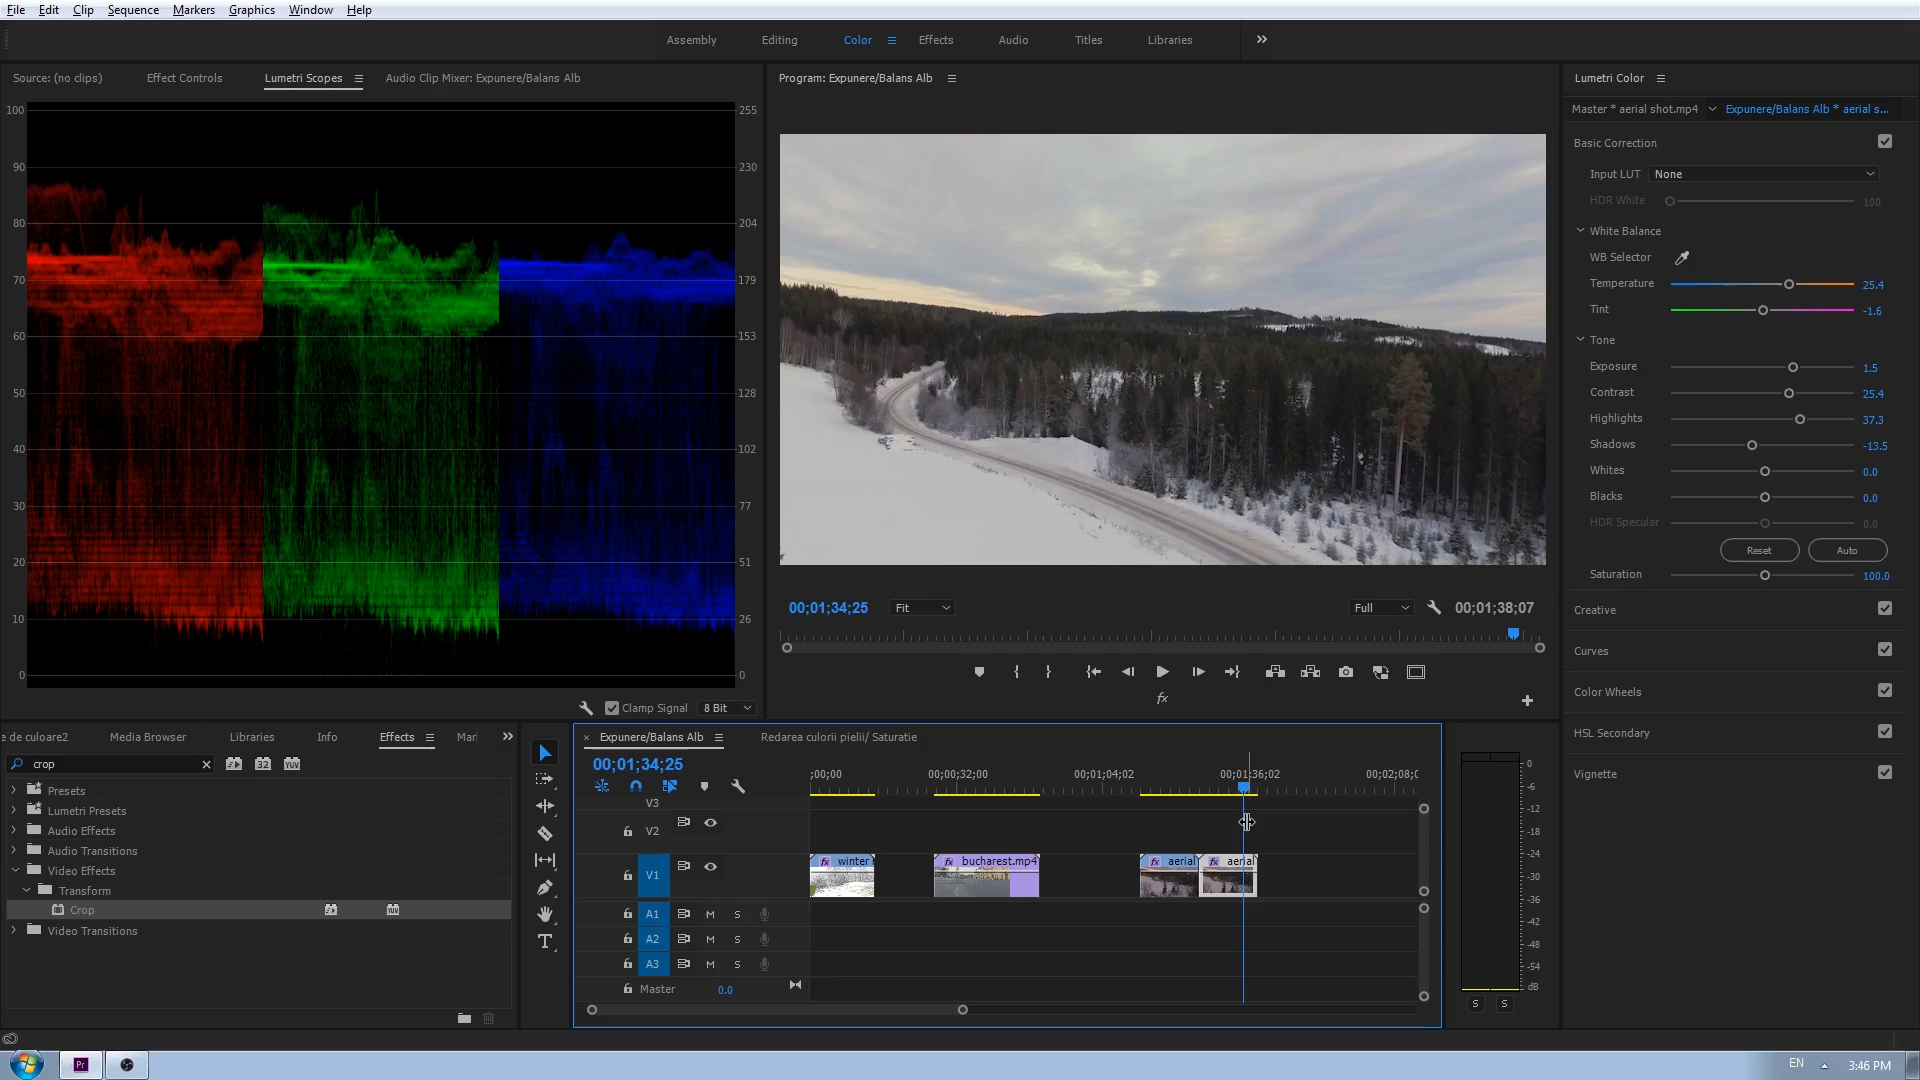 File Edit Clip Sequence Markers Graphics Window Help
Assembly Editing Color Effects Audio Titles Libraries
Source: (no clips) Effect Controls Lumetri Scopes Audio Clip Mixer: Expunere/Balans Alb
Program: Expunere/Balans Alb
Lumetri Color
Master * aerial shot.mp4 Expunere/Balans Alb * aerial s...
100 255
90 230
80 204
70 179
60 153
50 128
40 102
30 77
20 51
10 26
0 0
Clamp Signal 8 Bit
00;01;34;25 Fit Full 00;01;38;07
fx
Basic Correction
Input LUT None
HDR White 100
White Balance
WB Selector
Temperature 25.4
Tint -1.6
Tone
Exposure 1.5
Contrast 25.4
Highlights 37.3
Shadows -13.5
Whites 0.0
Blacks 0.0
HDR Specular 0.0
Reset Auto
Saturation 100.0
Creative
Curves
Color Wheels
HSL Secondary
Vignette
e de culoare2 Media Browser Libraries Info Effects Mar
crop 32 YUV
Presets
Lumetri Presets
Audio Effects
Audio Transitions
Video Effects
Transform
Crop YUV
Video Transitions
× Expunere/Balans Alb Redarea culorii pielii/ Saturatie
00;01;34;25
;00;00 00;00;32;00 00;01;04;02 00;01;36;02 00;02;08;0
V3
V2
V1
fx winter fx bucharest.mp4 fx aerial fx aerial
A1 M S
A2 M S
A3 M S
Master 0.0
0
-6
-12
-18
-24
-30
-36
-42
-48
-54
dB
S S
Pr
EN 3:46 PM